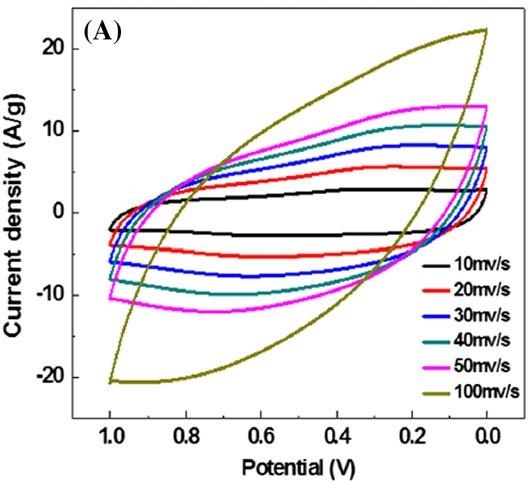 (A)
20
10
0
-10
-20
Current density (A/g)
10mv/s
20mv/s
30mv/s
40mv/s
50mv/s
100mv/s
1.0 0.8 0.6 0.4 0.2 0.0
Potential (V)